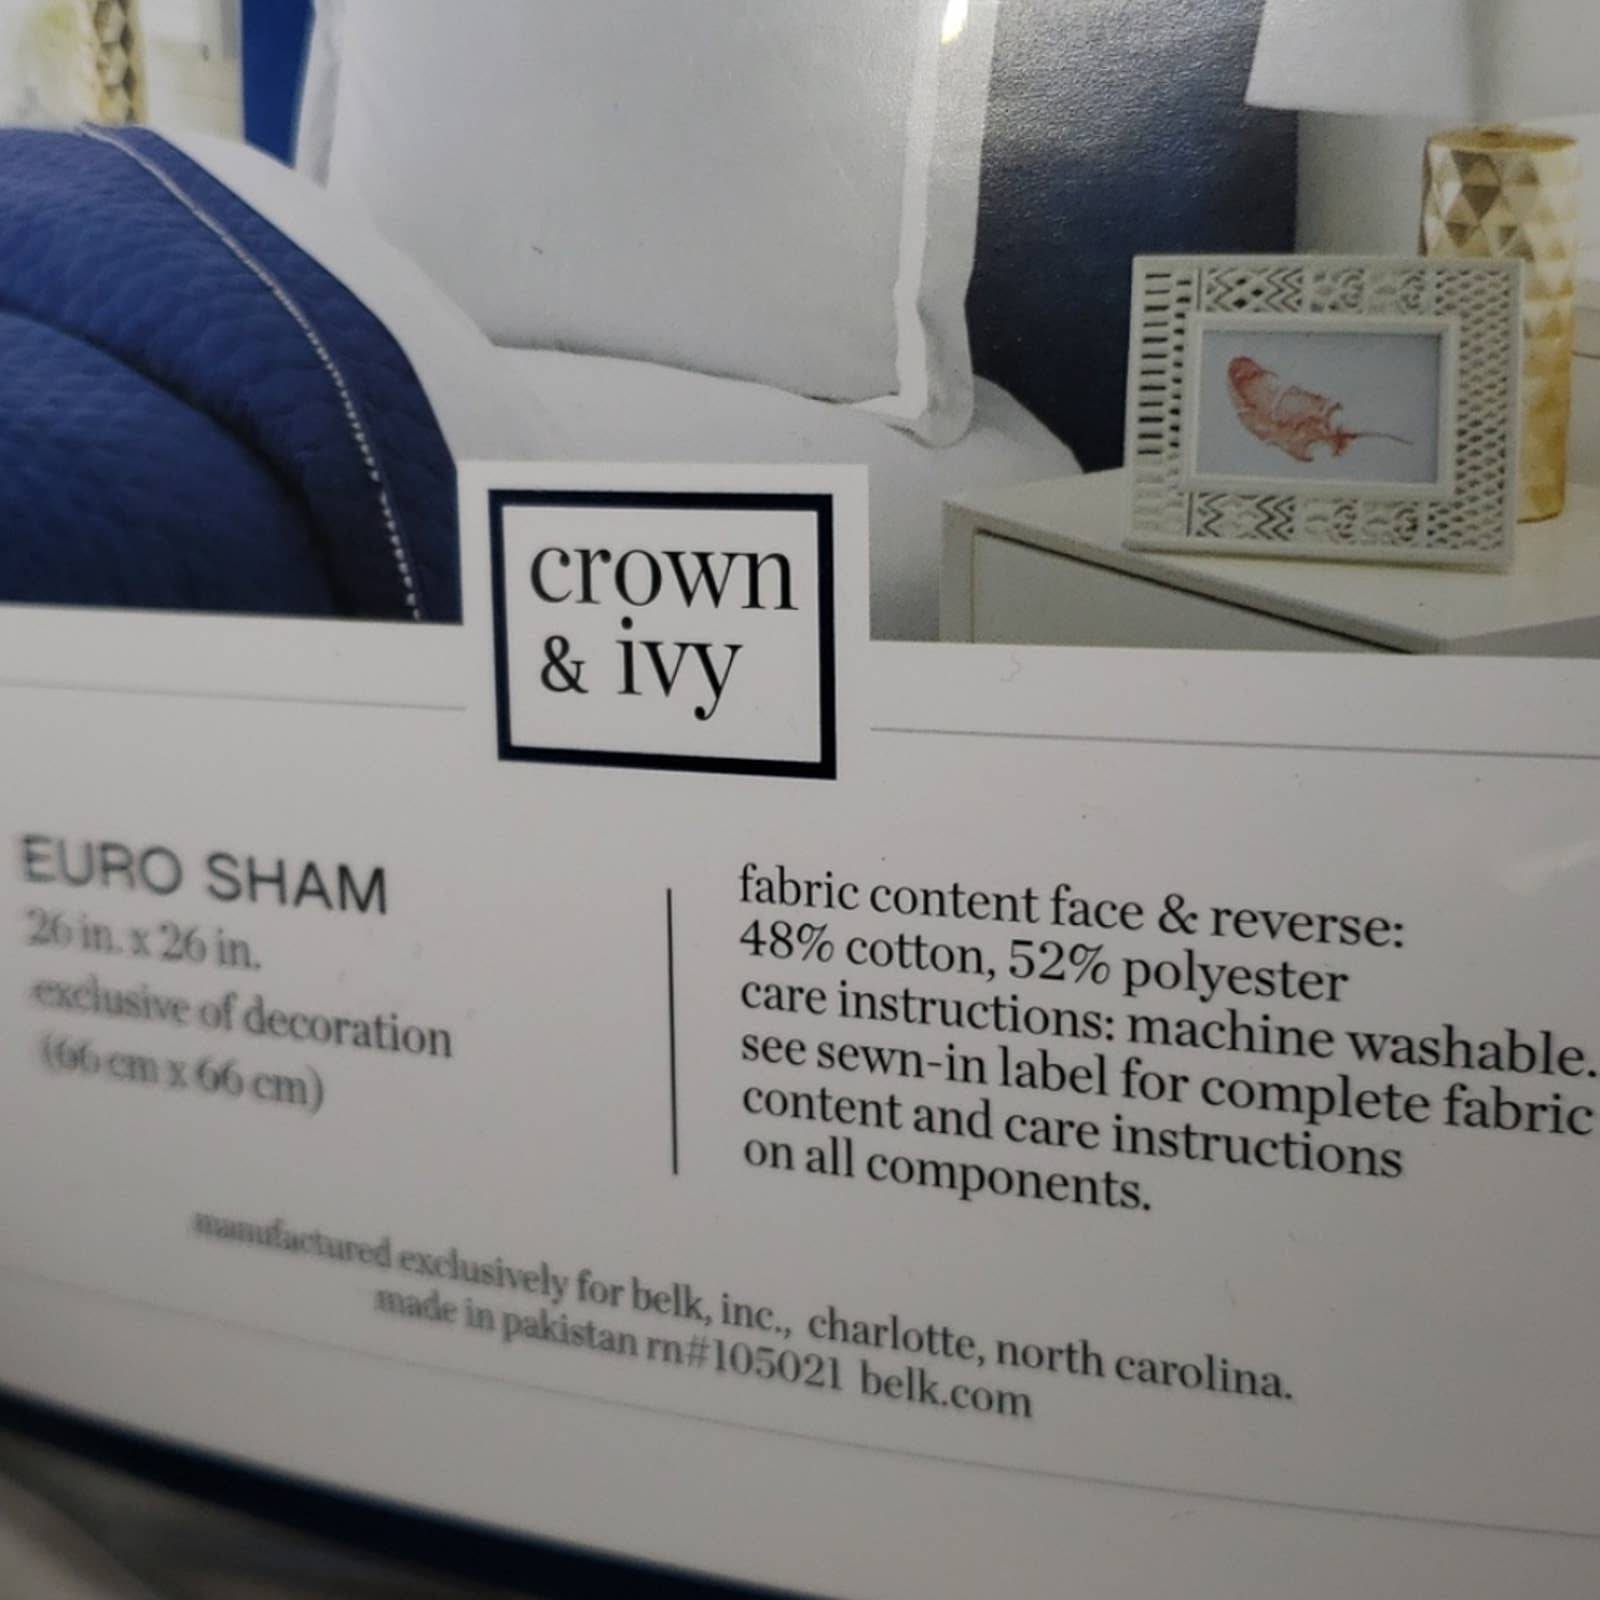 crown
& ivy
EURO SHAM
26 in. x 26 in.
exclusive of decoration
(66 cm x 66 cm)
fabric content face & reverse:
48% cotton, 52% polyester
care instructions: machine washable.
see sewn-in label for complete fabric
content and care instructions
on all components.
manufactured exclusively for belk, inc., charlotte, north carolina.
made in pakistan rn#105021 belk.com